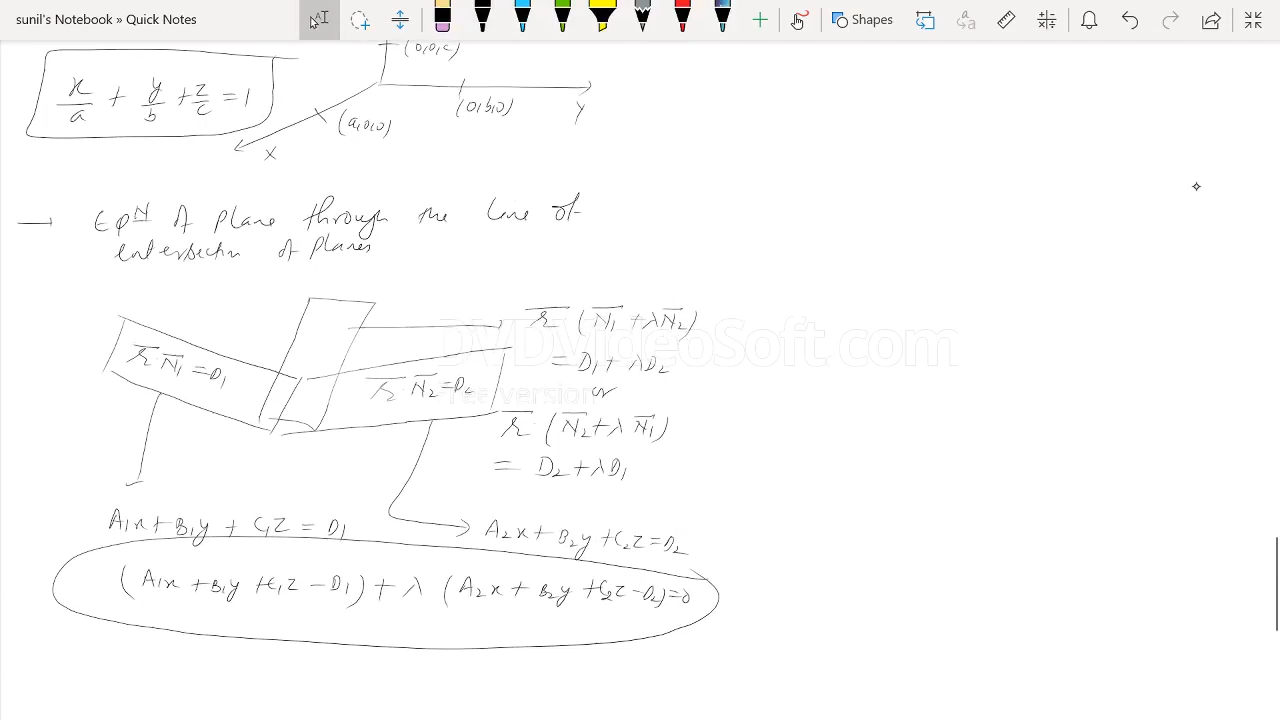 sunil's Notebook » Quick Notes
Shapes
(0,0,c)
x/a + y/b + z/c = 1
(0,b,0)
y
(a,0,0)
x
→ Eqn of plane through the line of
intersectn of planes
r̄ (N̄₁ + λN̄₂)
= D₁ + λD₂
or
r̄ · N̄₁ = D₁
r̄ · N̄₂ = D₂
r̄ · (N̄₂ + λ N̄₁)
= D₂ + λD₁
DVDVideoSoft.com
Free version
A₁x + B₁y + C₁z = D₁
A₂x + B₂y + C₂z = D₂
(A₁x + B₁y + C₁z - D₁) + λ (A₂x + B₂y + C₂z - D₂) = 0